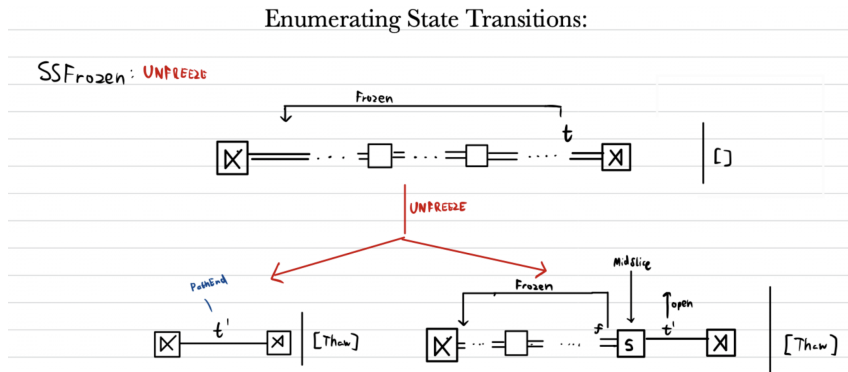 Enumerating State Transitions:
SSFrozen: UNFREEZE
Frozen
t
[]
UNFREEZE
PathEnd
t'
[Thaw]
Frozen
f
MidSlice
S
open
t'
[Thaw]